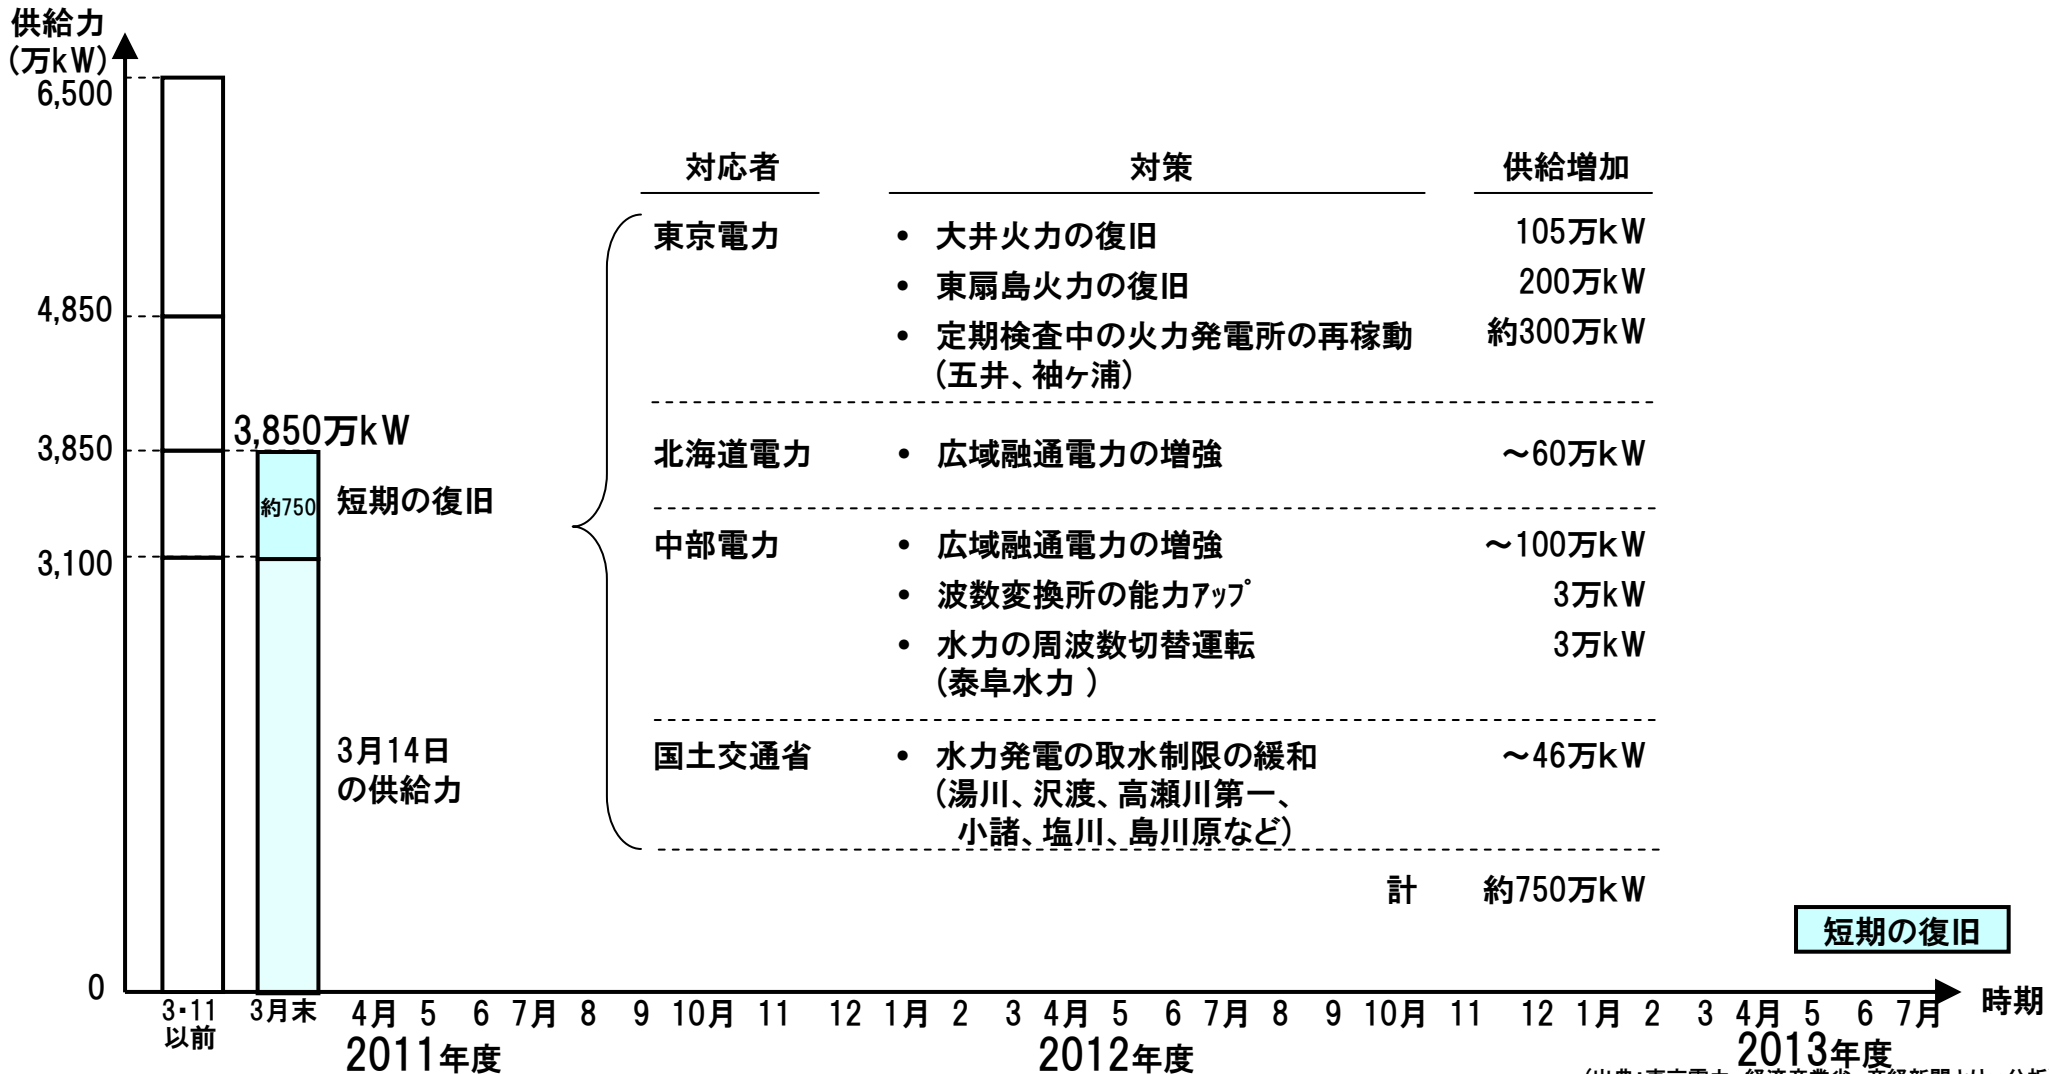 供給力
(万kW)
6,500
4,850
3,850
3,100
0
3,850万kW
約750
短期の復旧
3月14日
の供給力
対応者 対策 供給増加
東京電力 • 大井火力の復旧 105万kW
• 東扇島火力の復旧 200万kW
• 定期検査中の火力発電所の再稼動 約300万kW
(五井、袖ヶ浦)
北海道電力 • 広域融通電力の増強 ～60万kW
中部電力 • 広域融通電力の増強 ～100万kW
• 波数変換所の能力ｱｯﾌﾟ 3万kW
• 水力の周波数切替運転 3万kW
(泰阜水力 )
国土交通省 • 水力発電の取水制限の緩和 ～46万kW
(湯川、沢渡、高瀬川第一、
小諸、塩川、島川原など)
計 約750万kW
短期の復旧
3・11 3月末 4月 5 6 7月 8 9 10月 11 12 1月 2 3 4月 5 6 7月 8 9 10月 11 12 1月 2 3 4月 5 6 7月 時期
以前
2011年度 2012年度 2013年度